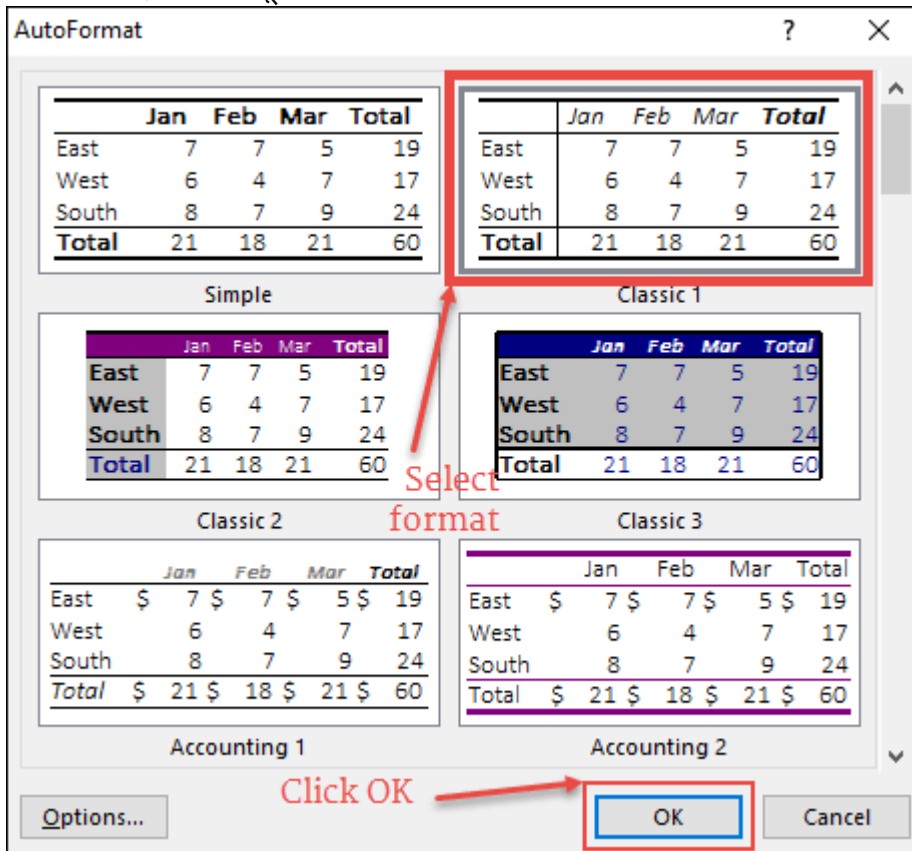 AutoFormat ? ×
Jan Feb Mar Total
East 7 7 5 19
West 6 4 7 17
South 8 7 9 24
Total 21 18 21 60
Simple
Jan Feb Mar Total
East 7 7 5 19
West 6 4 7 17
South 8 7 9 24
Total 21 18 21 60
Classic 1
Jan Feb Mar Total
East 7 7 5 19
West 6 4 7 17
South 8 7 9 24
Total 21 18 21 60
Classic 2
Jan Feb Mar Total
East 7 7 5 19
West 6 4 7 17
South 8 7 9 24
Total 21 18 21 60
Classic 3
Select
format
Jan Feb Mar Total
East $ 7 $ 7 $ 5 $ 19
West 6 4 7 17
South 8 7 9 24
Total $ 21 $ 18 $ 21 $ 60
Accounting 1
Jan Feb Mar Total
East $ 7 $ 7 $ 5 $ 19
West 6 4 7 17
South 8 7 9 24
Total $ 21 $ 18 $ 21 $ 60
Accounting 2
Click OK
Options... OK Cancel